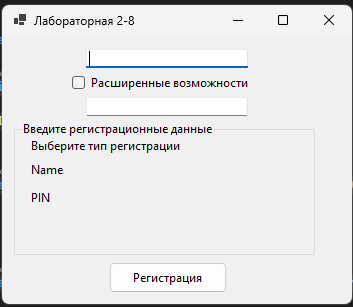 Лабораторная 2-8
Расширенные возможности
Введите регистрационные данные
Выберите тип регистрации
Name
PIN
Регистрация